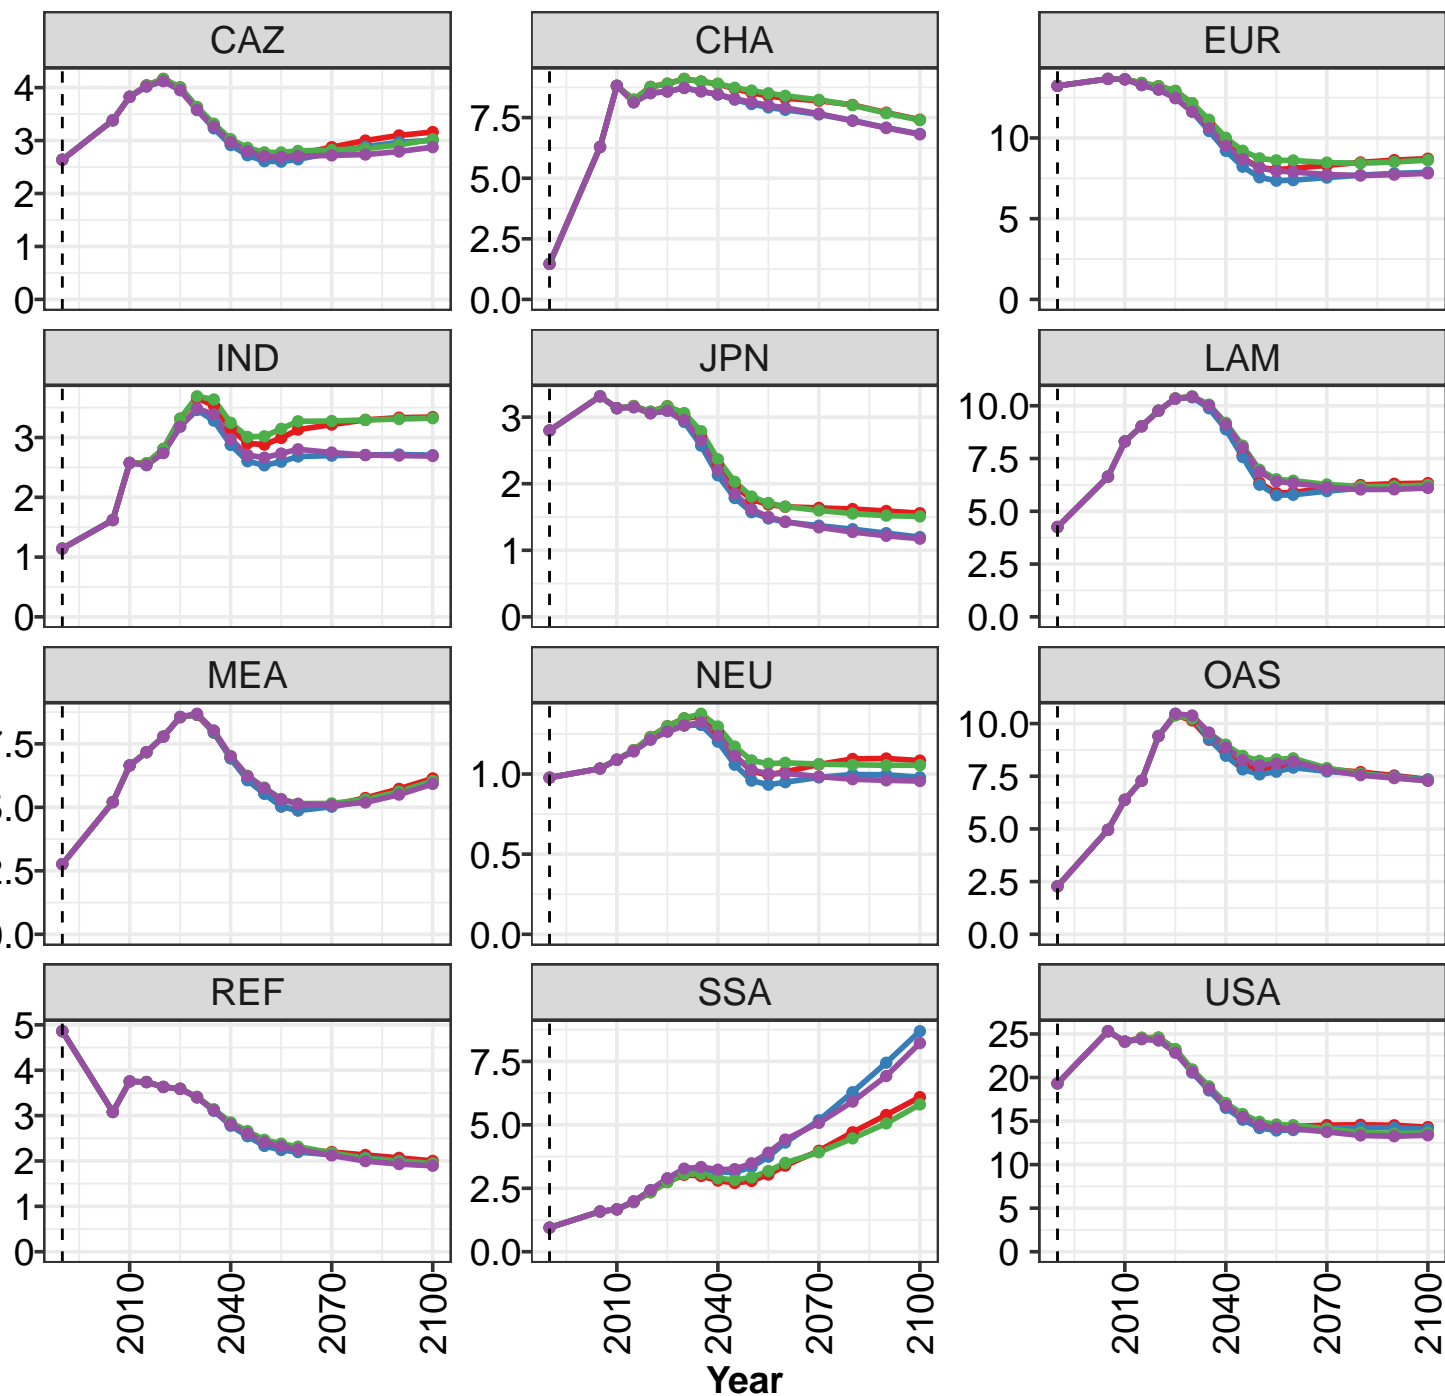 CAZ CHA EUR
4 3 2 1 0
7.5 5.0 2.5 0.0
10 5 0
IND JPN LAM
3 2 1 0
3 2 1 0
10.0 7.5 5.0 2.5 0.0
MEA NEU OAS
1.0 0.5 0.0
10.0 7.5 5.0 2.5 0.0
REF SSA USA
5 4 3 2 1 0
7.5 5.0 2.5 0.0
25 20 15 10 5 0
2010 2040 2070 2100 2010 2040 2070 2100 2010 2040 2070 2100
Year